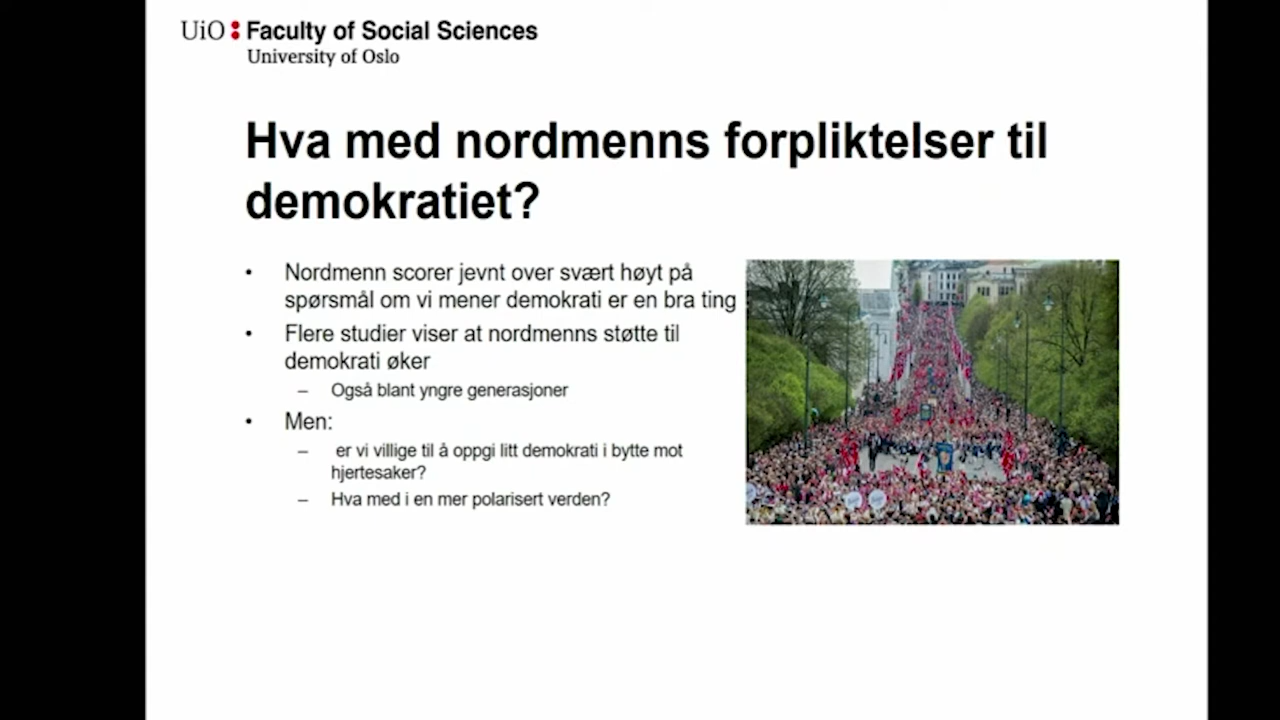 UiO : Faculty of Social Sciences
University of Oslo
Hva med nordmenns forpliktelser til
demokratiet?
• Nordmenn scorer jevnt over svært høyt på
spørsmål om vi mener demokrati er en bra ting
• Flere studier viser at nordmenns støtte til
demokrati øker
– Også blant yngre generasjoner
• Men:
– er vi villige til å oppgi litt demokrati i bytte mot
hjertesaker?
– Hva med i en mer polarisert verden?